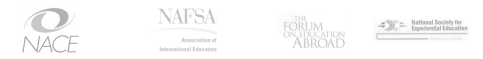 NACE
NAFSA
Association of
International Educators
THE
FORUM
ON EDUCATION
ABROAD
National Society for
Experiential Education